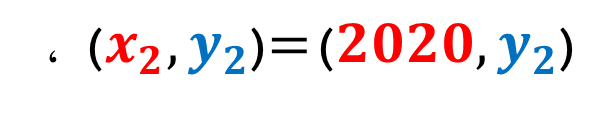 ، (x₂, y₂)=(2020, y₂)